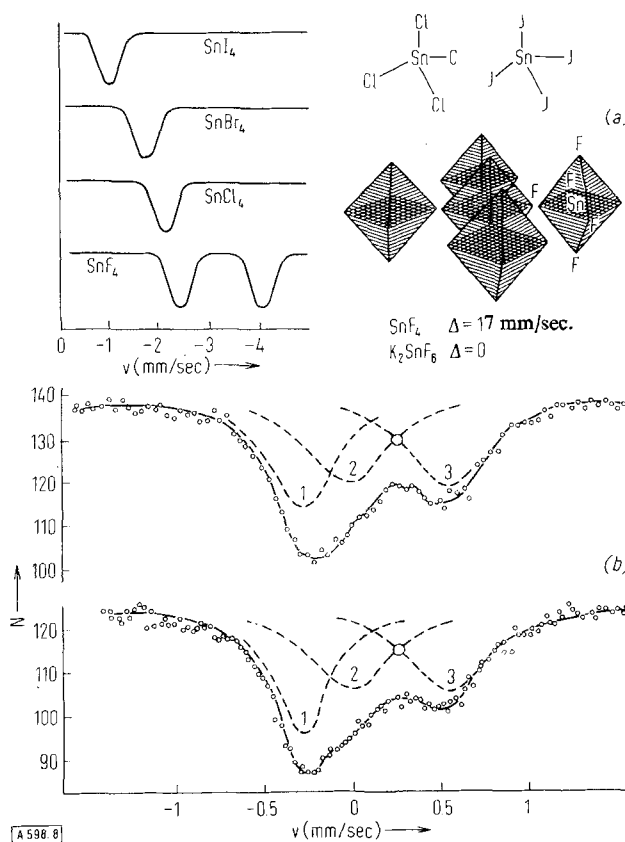 SnI₄
SnBr₄
SnCl₄
SnF₄
0 -1 -2 -3 -4
v(mm/sec) →
Cl
Sn C
Cl
Cl
J
Sn J
J
J
(a)
F
F
F
Sn
F
F
SnF₄ Δ = 17 mm/sec.
K₂SnF₆ Δ = 0
140
130
120
110
100
1
2
3
(b)
N →
120
110
100
90
1
2
3
-1 -0.5 0 0.5 1
v(mm/sec) →
A 598.8